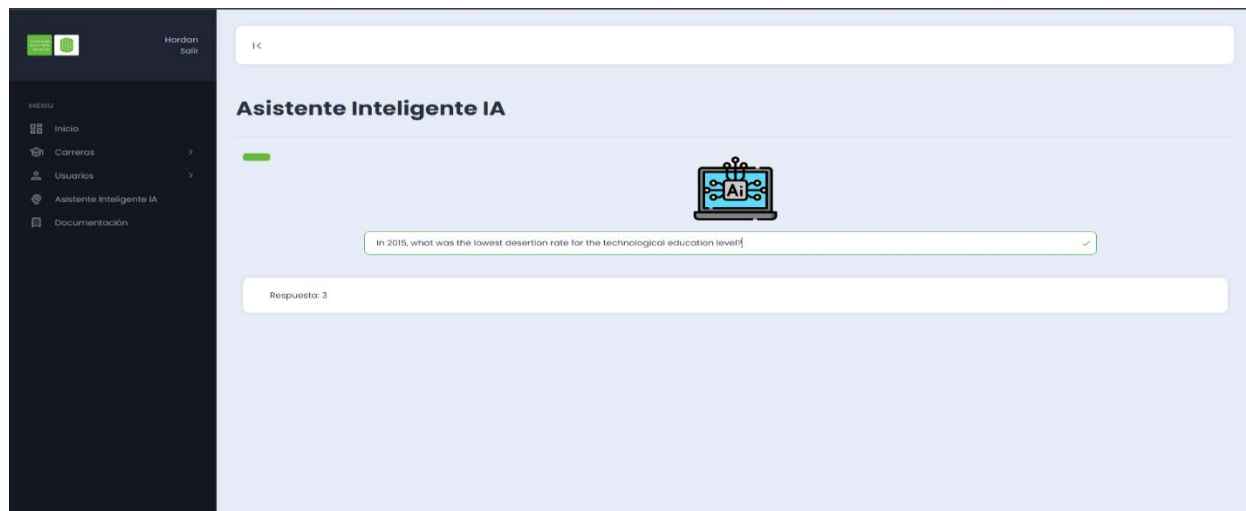 Hordan
Salir
MENU
Inicio
Carreras
Usuarios
Asistente Inteligente IA
Documentación
Asistente Inteligente IA
Ai
In 2015, what was the lowest desertion rate for the technological education level?
Respuesta: 3